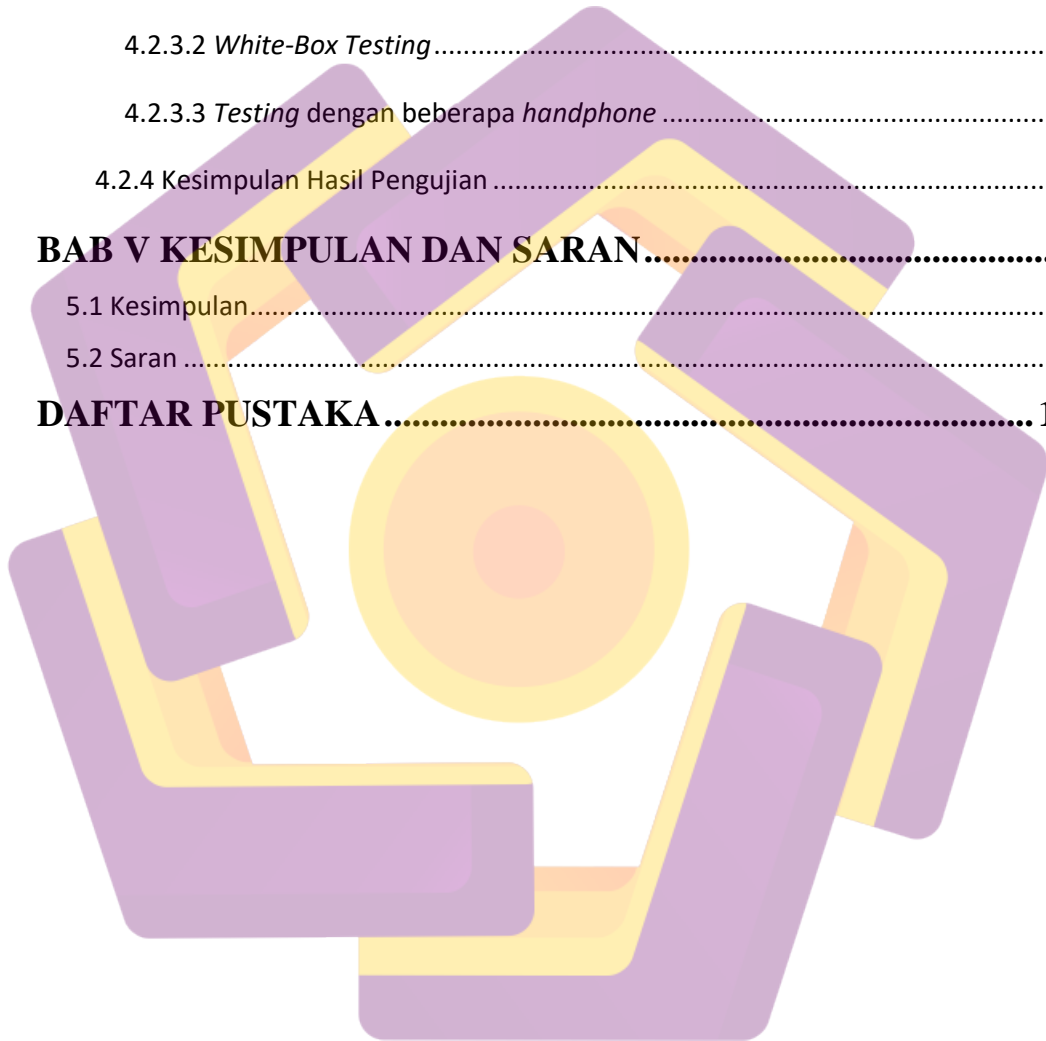 4.2.3.2 White-Box Testing................................................................................
4.2.3.3 Testing dengan beberapa handphone ..................................................
4.2.4 Kesimpulan Hasil Pengujian .........................................................................
BAB V KESIMPULAN DAN SARAN..........................................
5.1 Kesimpulan.........................................................................................................
5.2 Saran ..................................................................................................................
DAFTAR PUSTAKA.................................................................... 1